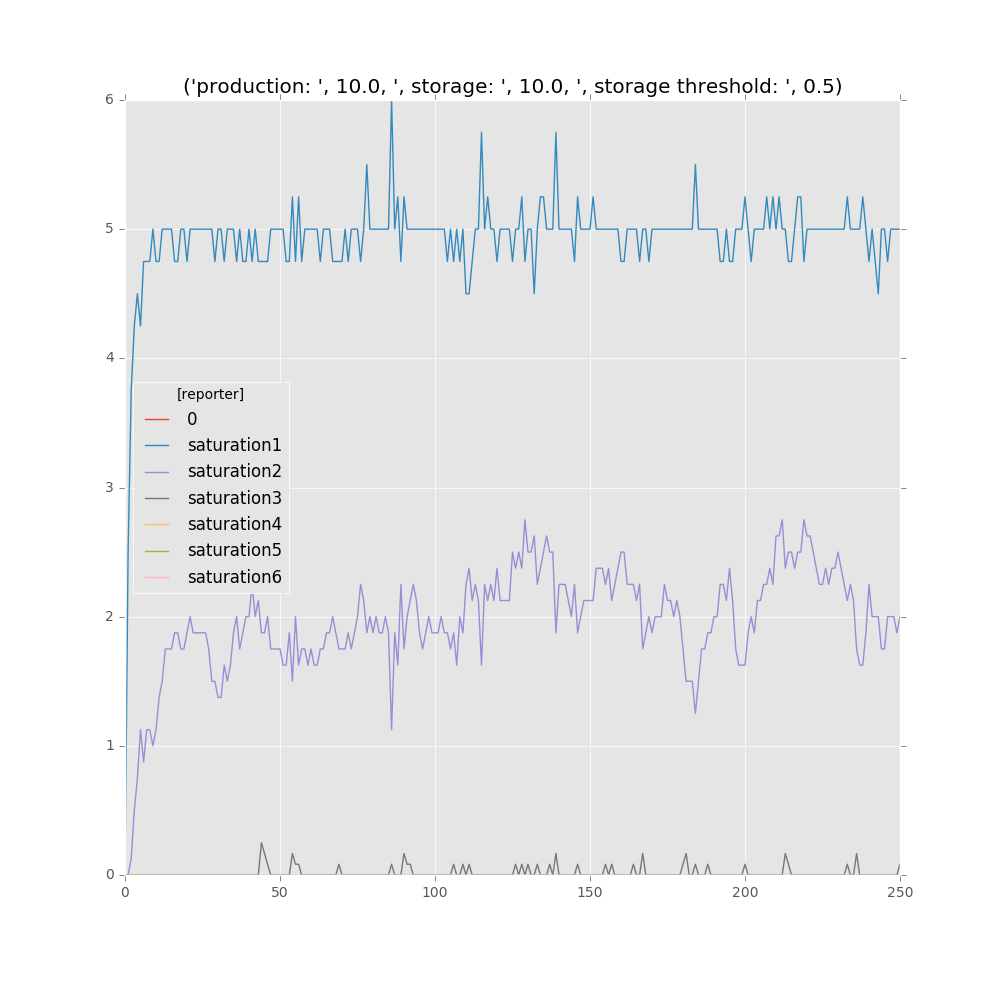 ('production: ', 10.0, ', storage: ', 10.0, ', storage threshold: ', 0.5)
6
5
4
3
2
1
0
[reporter]
0
saturation1
saturation2
saturation3
saturation4
saturation5
saturation6
0 50 100 150 200 250